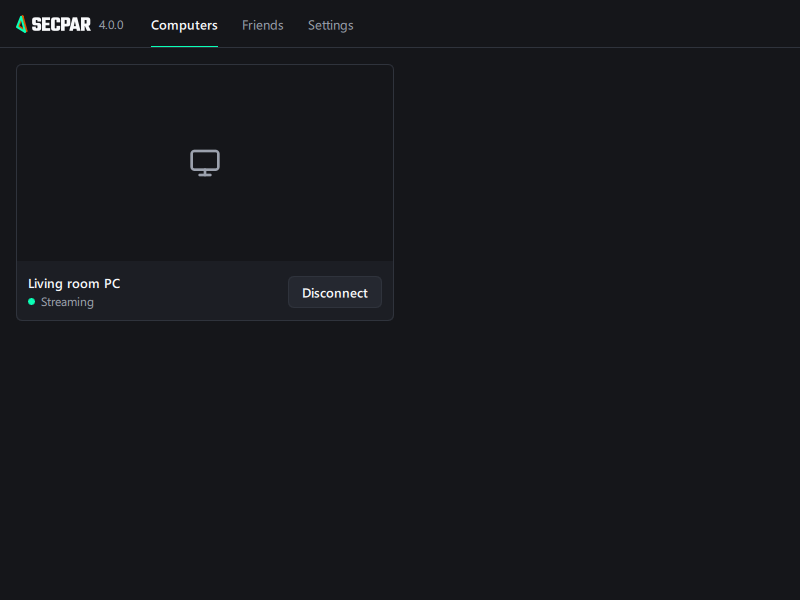 SECPAR 4.0.0 Computers Friends Settings
Living room PC
Streaming
Disconnect